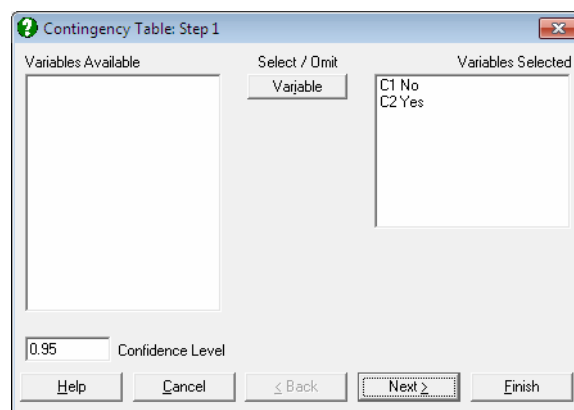 Contingency Table: Step 1
Variables Available
Select / Omit
Variables Selected
Variable
C1 No
C2 Yes
0.95
Confidence Level
Help
Cancel
< Back
Next >
Finish